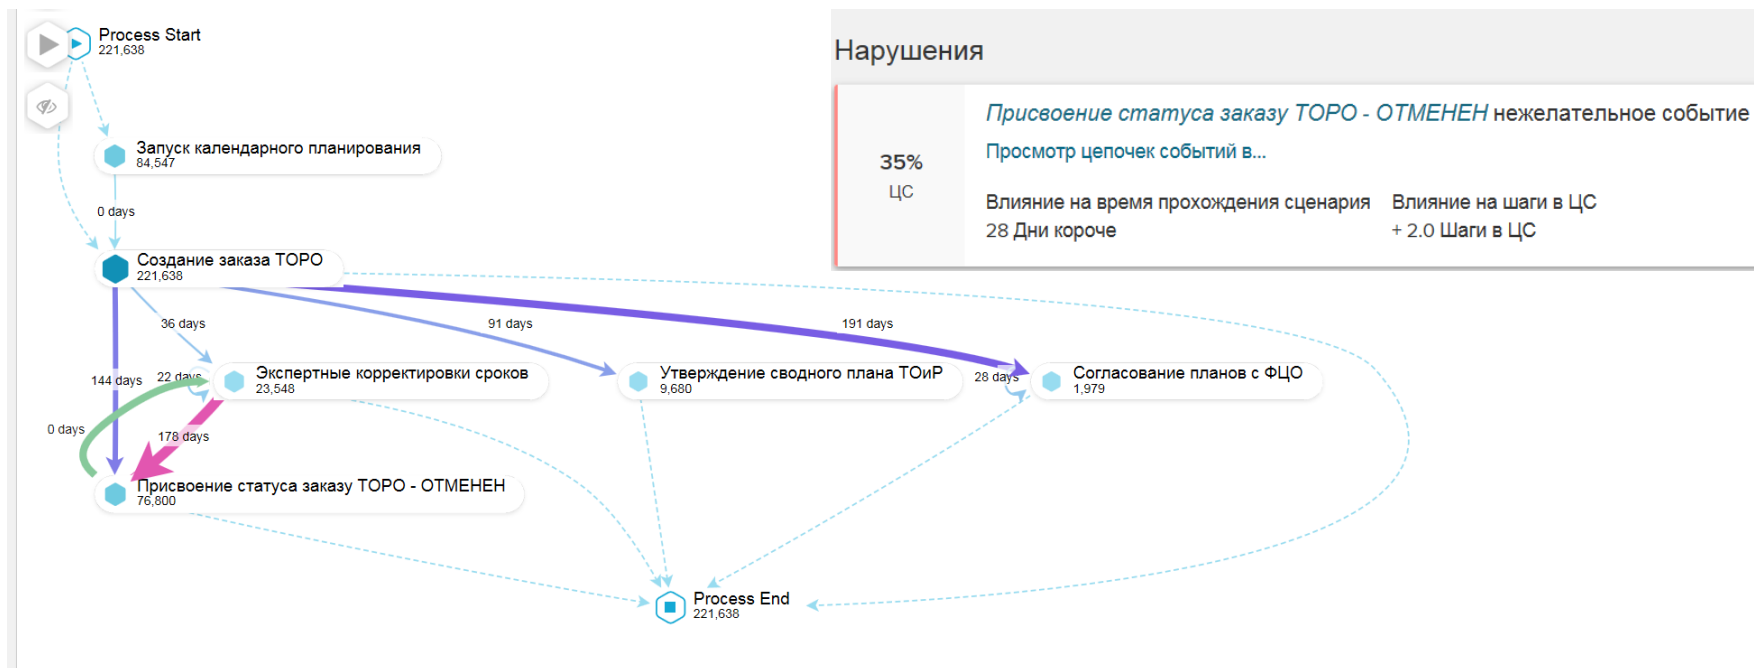 Process Start
221,638
Запуск календарного планирования
84,547
0 days
Создание заказа ТОРО
221,638
36 days
91 days
191 days
144 days
22 days
Экспертные корректировки сроков
23,548
Утверждение сводного плана ТОиР
9,680
28 days
Согласование планов с ФЦО
1,979
0 days
178 days
Присвоение статуса заказу ТОРО - ОТМЕНЕН
76,800
Process End
221,638
Нарушения
35%
ЦС
Присвоение статуса заказу ТОРО - ОТМЕНЕН нежелательное событие
Просмотр цепочек событий в...
Влияние на время прохождения сценария
28 Дни короче
Влияние на шаги в ЦС
+ 2.0 Шаги в ЦС